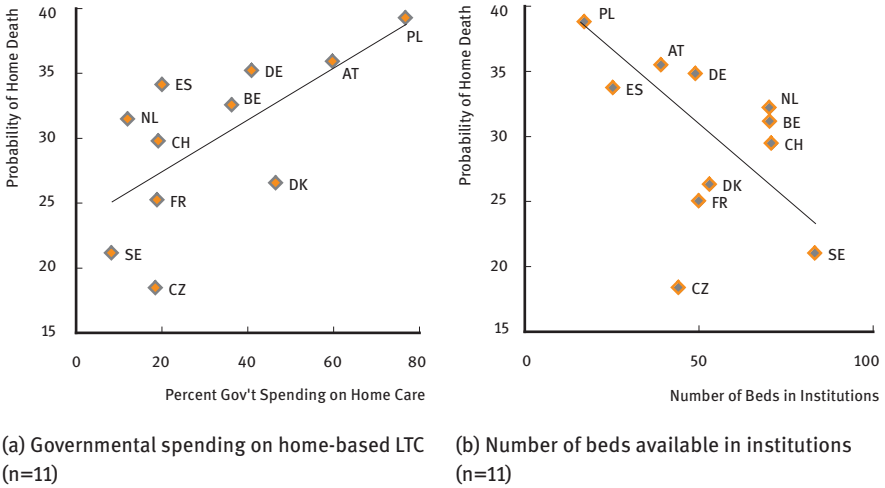 Probability of Home Death
40
35
30
25
20
15
PL
DE
AT
ES
BE
NL
CH
DK
FR
SE
CZ
0
20
40
60
80
Percent Gov't Spending on Home Care
(a) Governmental spending on home-based LTC
(n=11)
Probability of Home Death
40
35
30
25
20
15
PL
AT
DE
ES
NL
BE
CH
DK
FR
SE
CZ
0
50
100
Number of Beds in Institutions
(b) Number of beds available in institutions
(n=11)